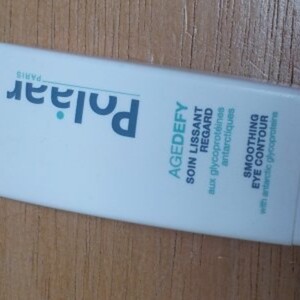 Polaar
PARIS
AGEDEFY
SOIN LISSANT
REGARD
aux glycoprotéines
antarctiques
SMOOTHING
EYE CONTOUR
with antarctic glycoproteins